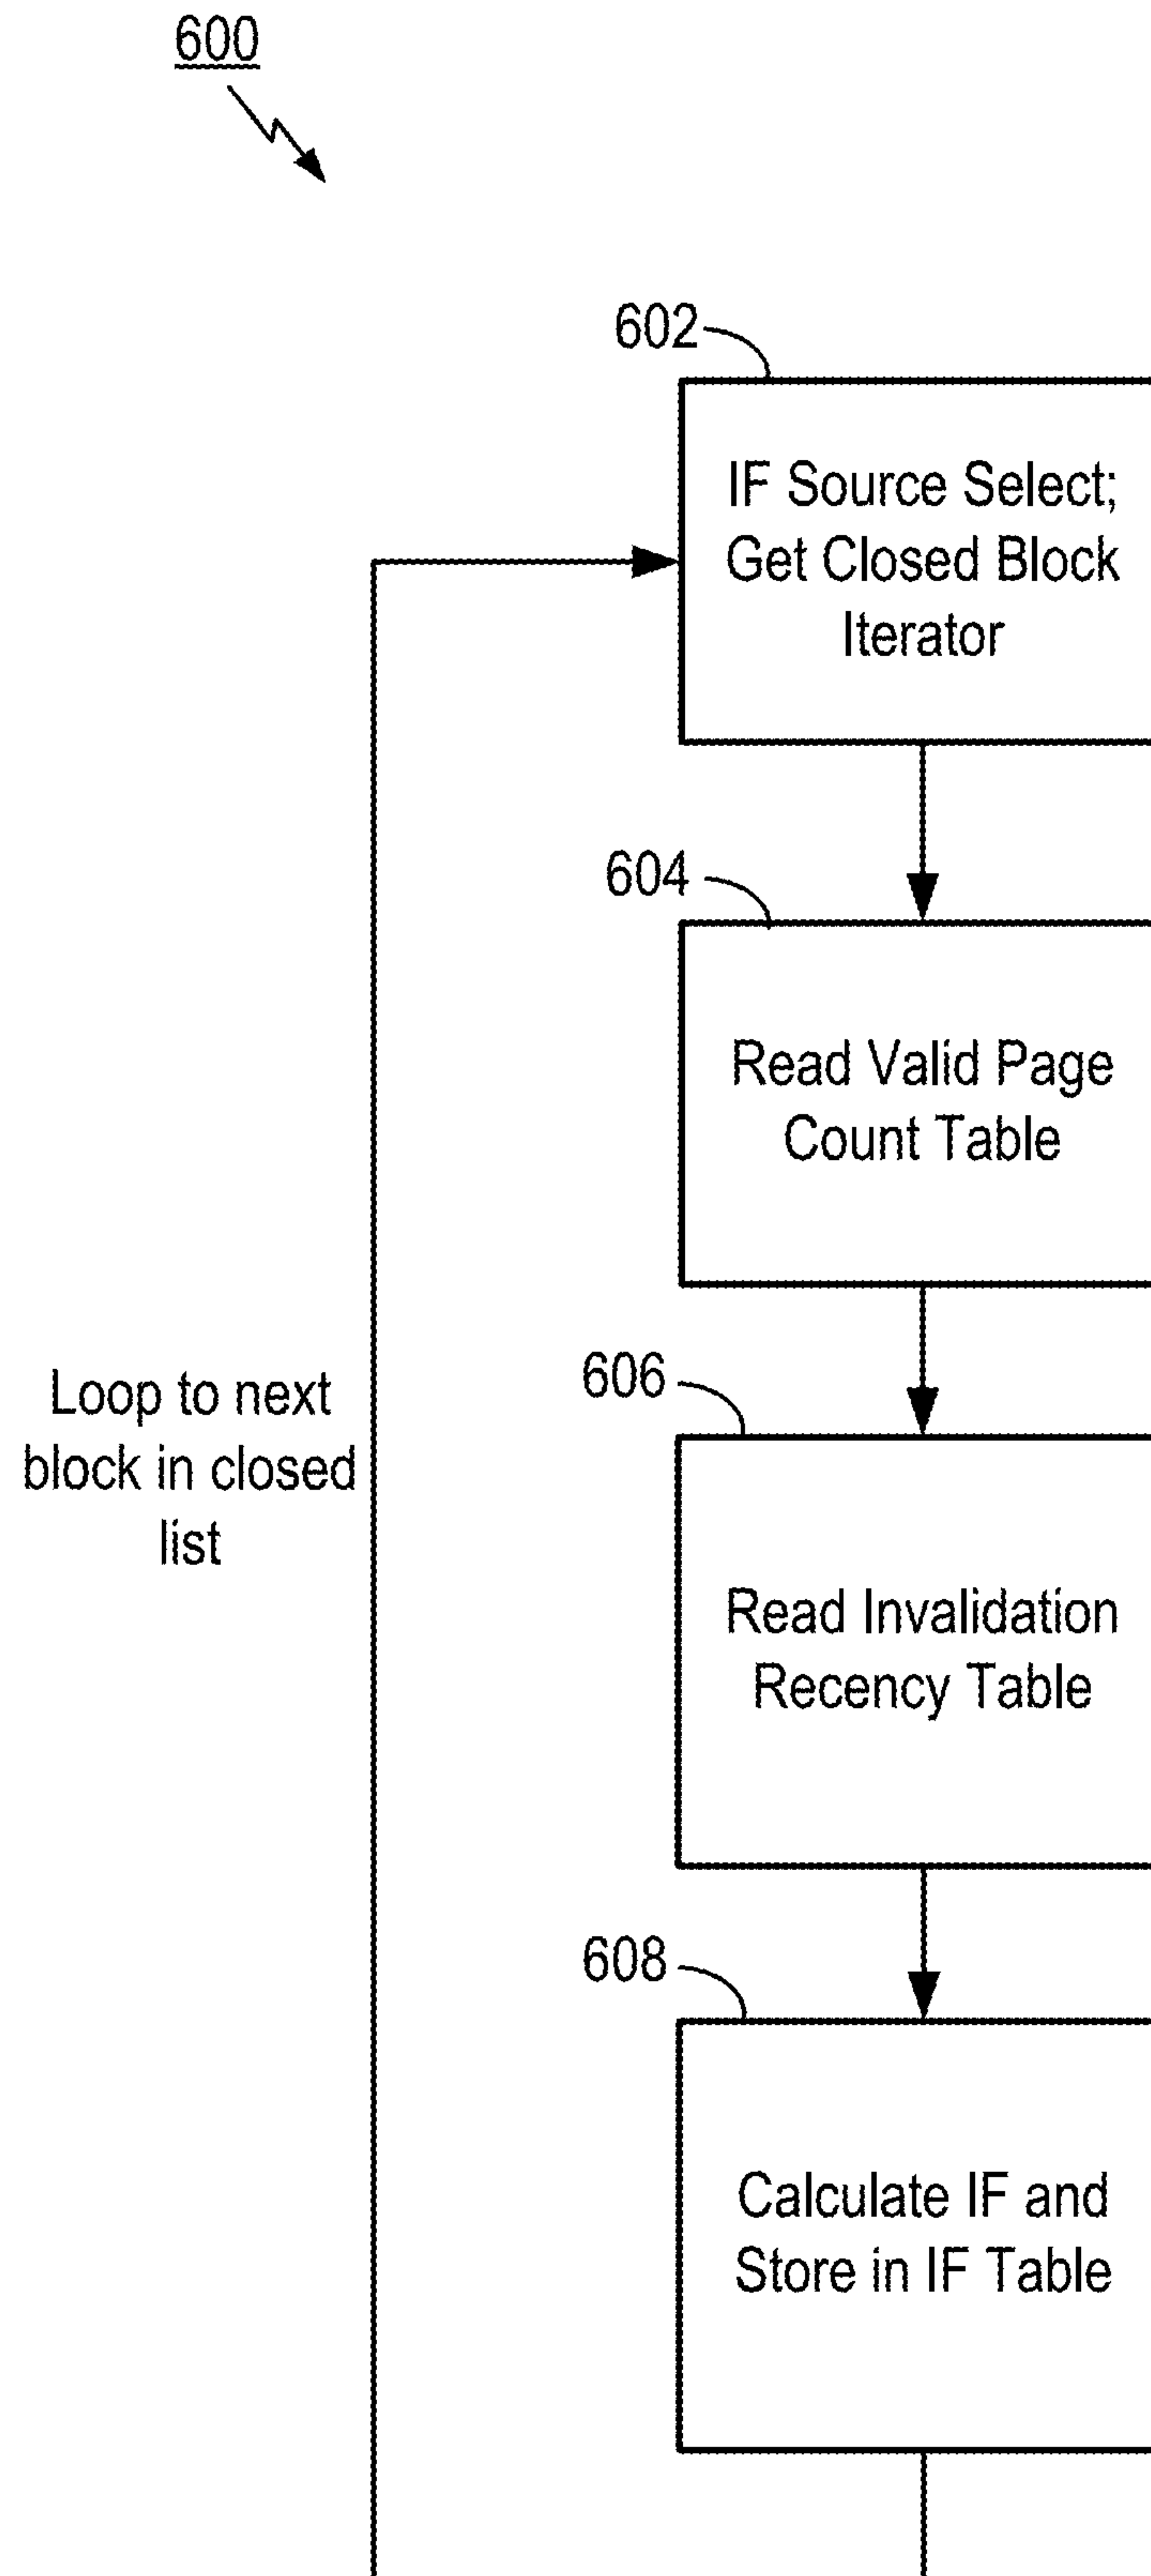 600
602
IF Source Select;
Get Closed Block
Iterator
604
Read Valid Page
Count Table
606
Loop to next
block in closed
list
Read Invalidation
Recency Table
608
Calculate IF and
Store in IF Table